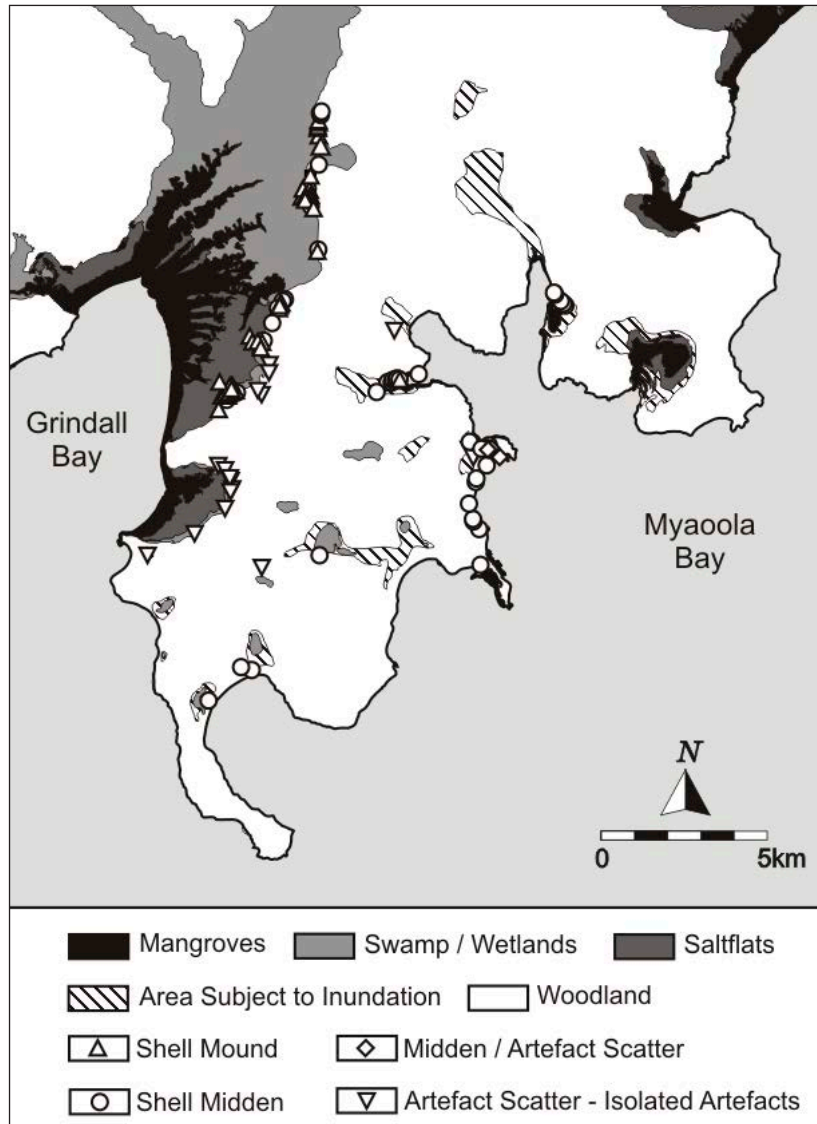 Grindall
Bay
Myaoola
Bay
N
0 5km
Mangroves Swamp / Wetlands Saltflats
Area Subject to Inundation Woodland
Shell Mound Midden / Artefact Scatter
Shell Midden Artefact Scatter - Isolated Artefacts